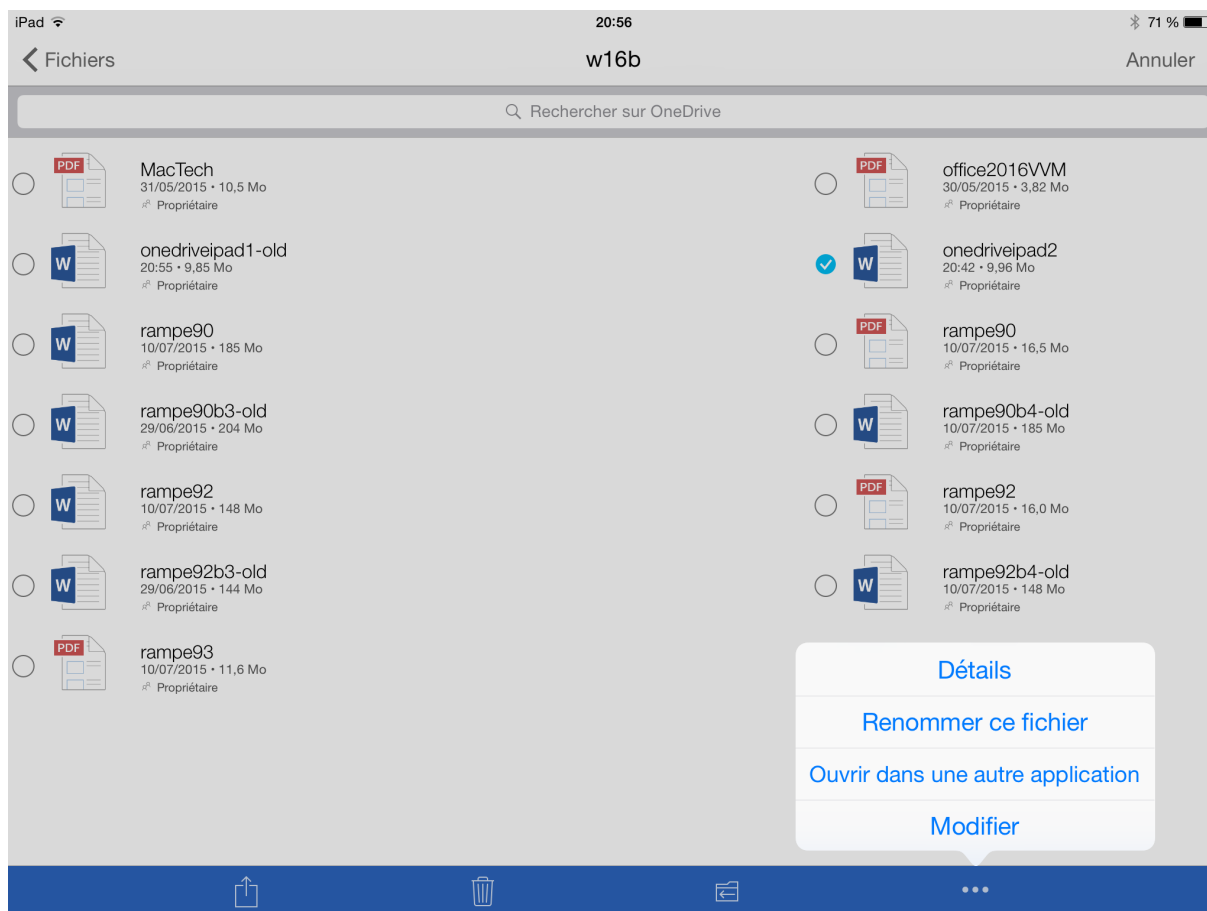 iPad 20:56 71 %
Fichiers w16b Annuler
Rechercher sur OneDrive
PDF MacTech
31/05/2015 • 10,5 Mo
Propriétaire
PDF office2016VVM
30/05/2015 • 3,82 Mo
Propriétaire
W onedriveipad1-old
20:55 • 9,85 Mo
Propriétaire
W onedriveipad2
20:42 • 9,96 Mo
Propriétaire
W rampe90
10/07/2015 • 185 Mo
Propriétaire
PDF rampe90
10/07/2015 • 16,5 Mo
Propriétaire
W rampe90b3-old
29/06/2015 • 204 Mo
Propriétaire
W rampe90b4-old
10/07/2015 • 185 Mo
Propriétaire
W rampe92
10/07/2015 • 148 Mo
Propriétaire
PDF rampe92
10/07/2015 • 16,0 Mo
Propriétaire
W rampe92b3-old
29/06/2015 • 144 Mo
Propriétaire
W rampe92b4-old
10/07/2015 • 148 Mo
Propriétaire
PDF rampe93
10/07/2015 • 11,6 Mo
Propriétaire
Détails
Renommer ce fichier
Ouvrir dans une autre application
Modifier